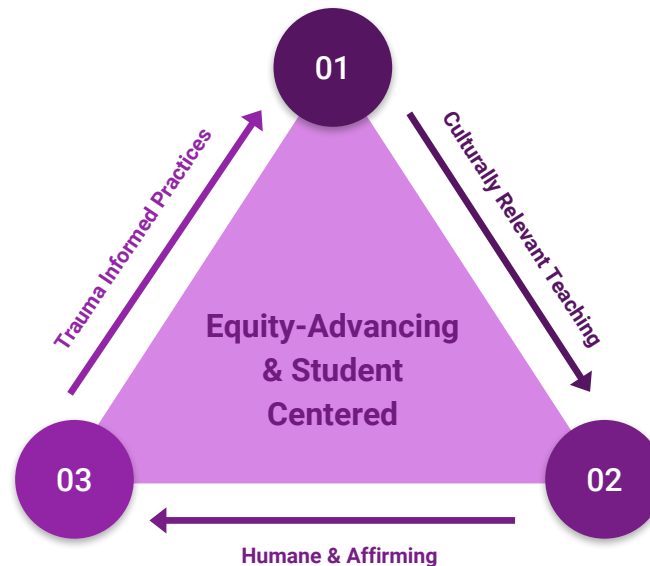 01
Culturally Relevant Teaching
Trauma Informed Practices
Equity-Advancing
& Student
Centered
03
02
Humane & Affirming